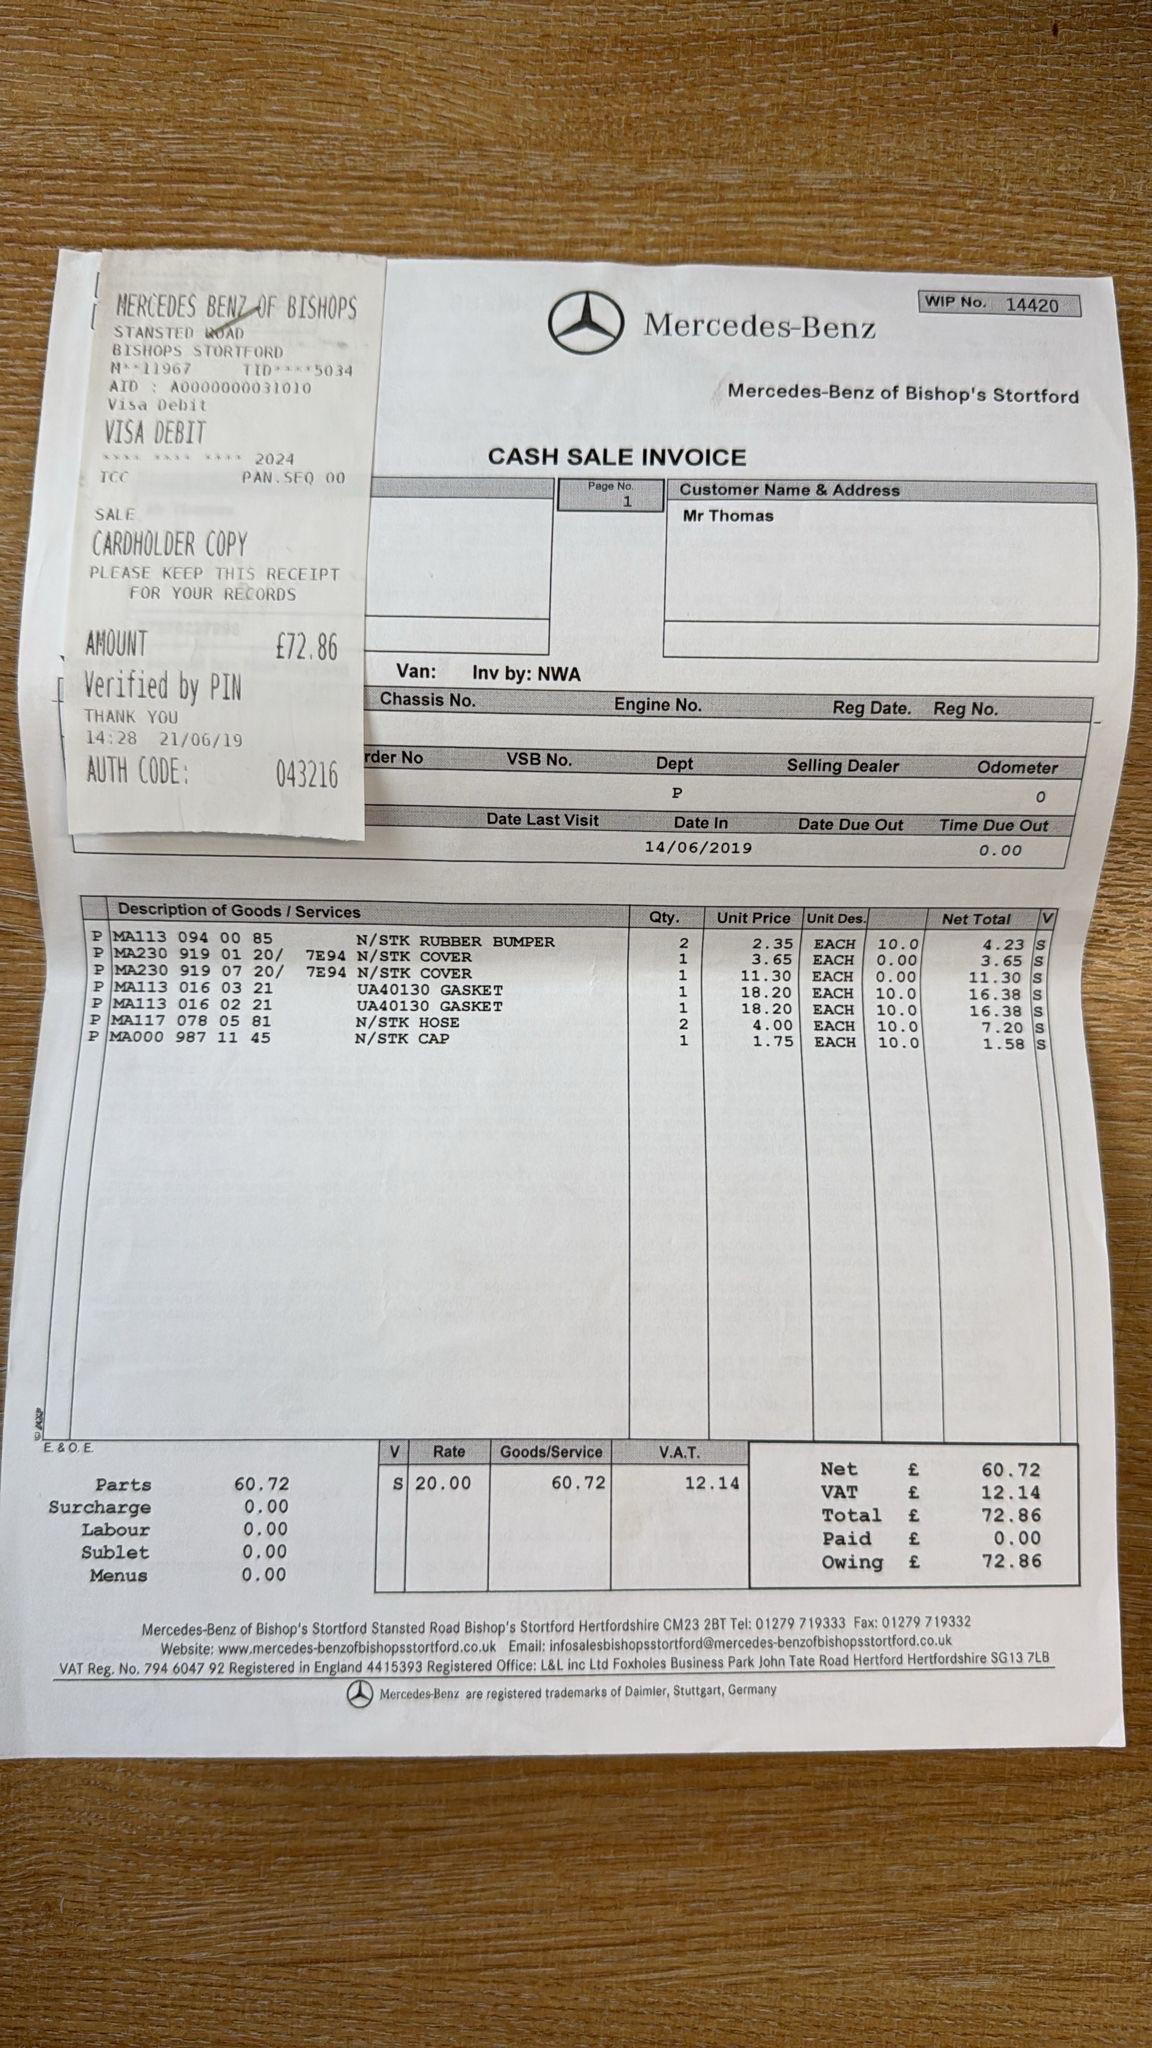 MERCEDES BENZ OF BISHOPS
STANSTED ROAD
BISHOPS STORTFORD
M**11967 TID****5034
AID : A0000000031010
Visa Debit
VISA DEBIT
**** **** **** 2024
ICC PAN.SEQ 00
SALE
CARDHOLDER COPY
PLEASE KEEP THIS RECEIPT
FOR YOUR RECORDS
AMOUNT £72.86
Verified by PIN
THANK YOU
14:28 21/06/19
AUTH CODE: 043216
WIP No. 14420
Mercedes-Benz
Mercedes-Benz of Bishop's Stortford
CASH SALE INVOICE
Page No.
1
Customer Name & Address
Mr Thomas
Van: Inv by: NWA
Chassis No. Engine No. Reg Date. Reg No.
rder No VSB No. Dept Selling Dealer Odometer
P 0
Date Last Visit Date In Date Due Out Time Due Out
14/06/2019 0.00
Description of Goods / Services Qty. Unit Price Unit Des. Net Total V
P MA113 094 00 85 N/STK RUBBER BUMPER 2 2.35 EACH 10.0 4.23 S
P MA230 919 01 20/ 7E94 N/STK COVER 1 3.65 EACH 0.00 3.65 S
P MA230 919 07 20/ 7E94 N/STK COVER 1 11.30 EACH 0.00 11.30 S
P MA113 016 03 21 UA40130 GASKET 1 18.20 EACH 10.0 16.38 S
P MA113 016 02 21 UA40130 GASKET 1 18.20 EACH 10.0 16.38 S
P MA117 078 05 81 N/STK HOSE 2 4.00 EACH 10.0 7.20 S
P MA000 987 11 45 N/STK CAP 1 1.75 EACH 10.0 1.58 S
E. & O. E.
Parts 60.72
Surcharge 0.00
Labour 0.00
Sublet 0.00
Menus 0.00
V Rate Goods/Service V.A.T.
S 20.00 60.72 12.14
Net £ 60.72
VAT £ 12.14
Total £ 72.86
Paid £ 0.00
Owing £ 72.86
Mercedes-Benz of Bishop's Stortford Stansted Road Bishop's Stortford Hertfordshire CM23 2BT Tel: 01279 719333 Fax: 01279 719332
Website: www.mercedes-benzofbishopsstortford.co.uk Email: infosalesbishopsstortford@mercedes-benzofbishopsstortford.co.uk
VAT Reg. No. 794 6047 92 Registered in England 4415393 Registered Office: L&L inc Ltd Foxholes Business Park John Tate Road Hertford Hertfordshire SG13 7LB
Mercedes-Benz are registered trademarks of Daimler, Stuttgart, Germany